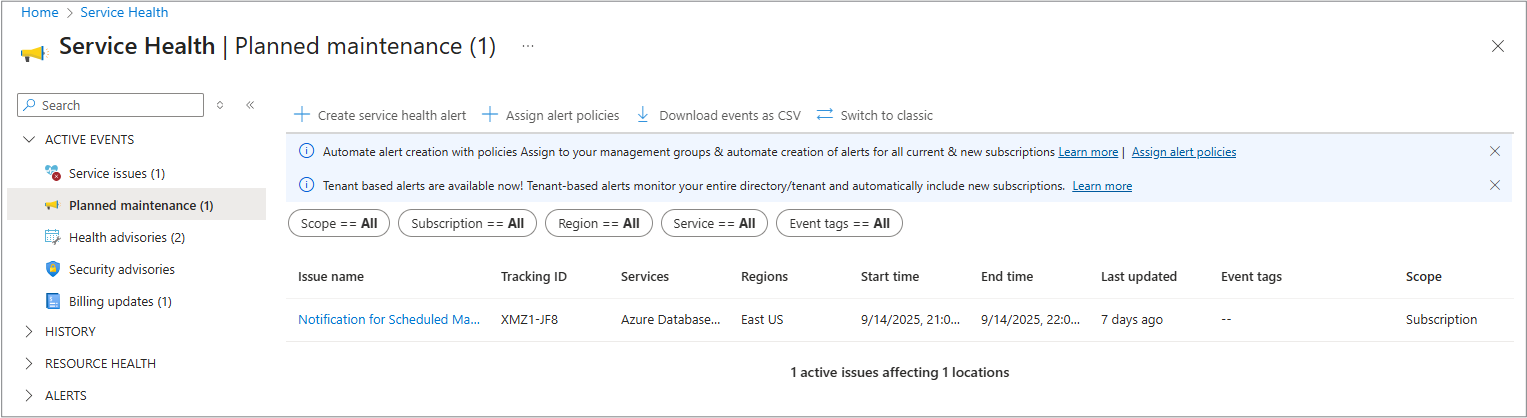 Home > Service Health
Service Health | Planned maintenance (1) ...
Search
ACTIVE EVENTS
Service issues (1)
Planned maintenance (1)
Health advisories (2)
Security advisories
Billing updates (1)
HISTORY
RESOURCE HEALTH
ALERTS
Create service health alert Assign alert policies Download events as CSV Switch to classic
Automate alert creation with policies Assign to your management groups & automate creation of alerts for all current & new subscriptions Learn more | Assign alert policies
Tenant based alerts are available now! Tenant-based alerts monitor your entire directory/tenant and automatically include new subscriptions. Learn more
Scope == All Subscription == All Region == All Service == All Event tags == All
Issue name Tracking ID Services Regions Start time End time Last updated Event tags Scope
Notification for Scheduled Ma... XMZ1-JF8 Azure Database... East US 9/14/2025, 21:0... 9/14/2025, 22:0... 7 days ago -- Subscription
1 active issues affecting 1 locations